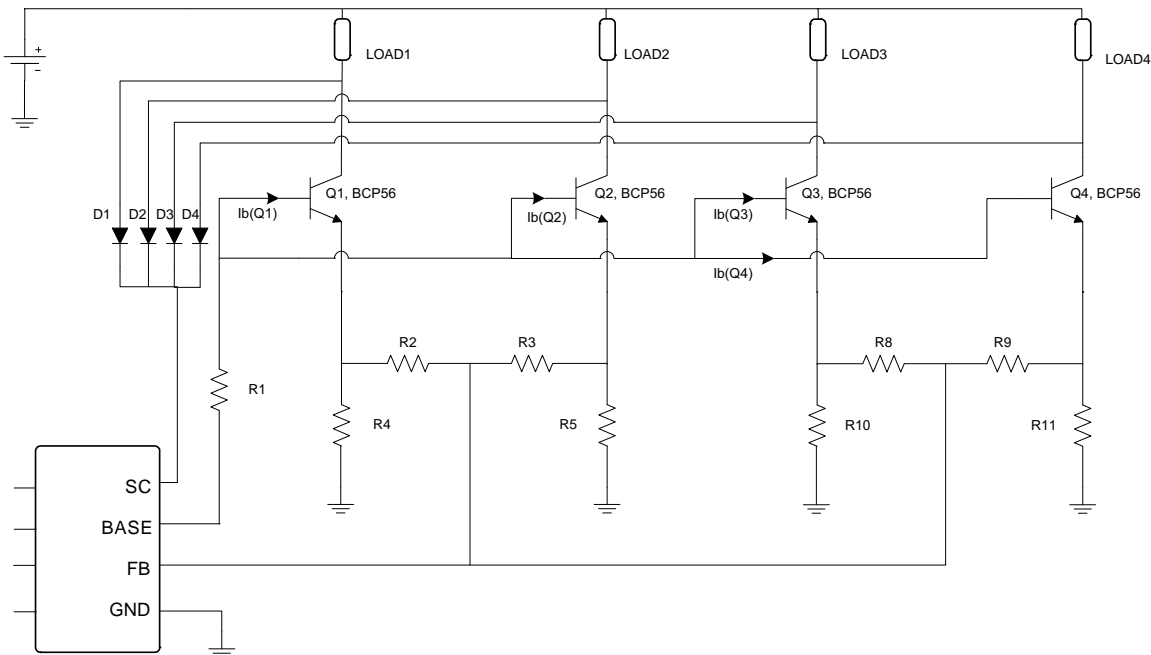 +
-
LOAD1
LOAD2
LOAD3
LOAD4
Q1, BCP56
Q2, BCP56
Q3, BCP56
Q4, BCP56
D1
D2
D3
D4
Ib(Q1)
Ib(Q2)
Ib(Q3)
Ib(Q4)
R2
R3
R8
R9
R1
R4
R5
R10
R11
SC
BASE
FB
GND